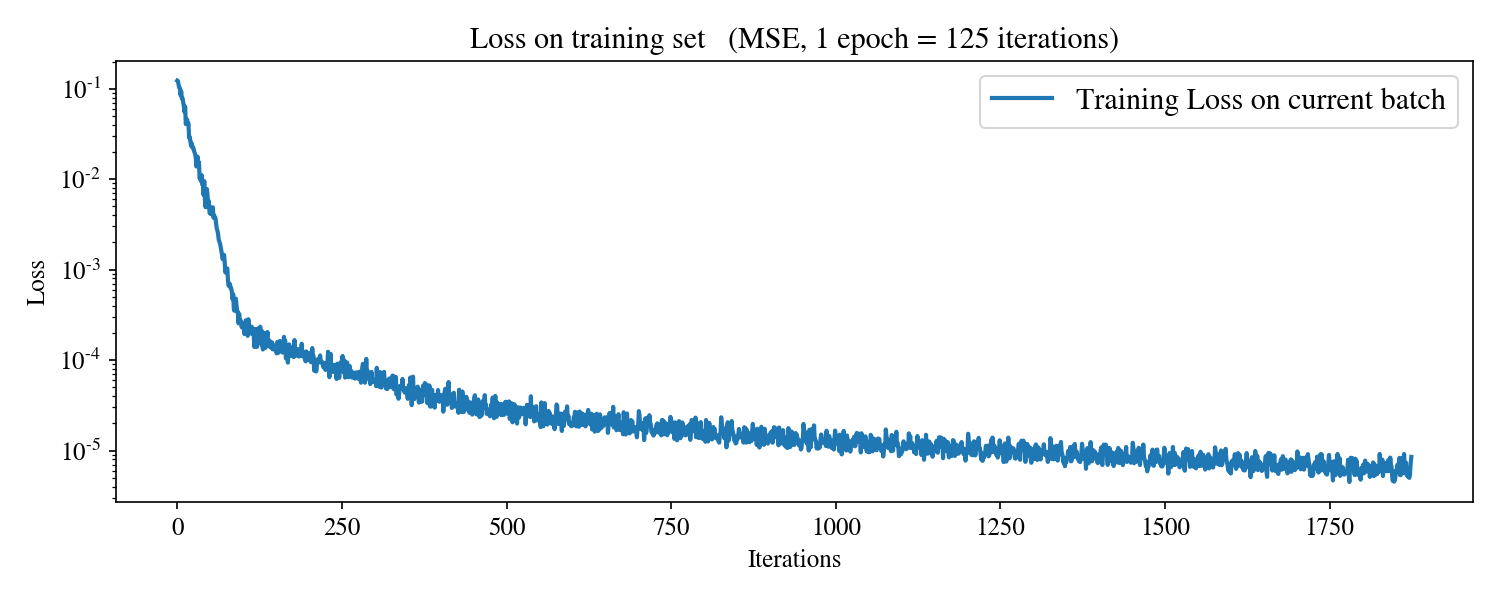 Loss on training set (MSE, 1 epoch = 125 iterations)
Training Loss on current batch
Loss
10-1
10-2
10-3
10-4
10-5
0 250 500 750 1000 1250 1500 1750
Iterations